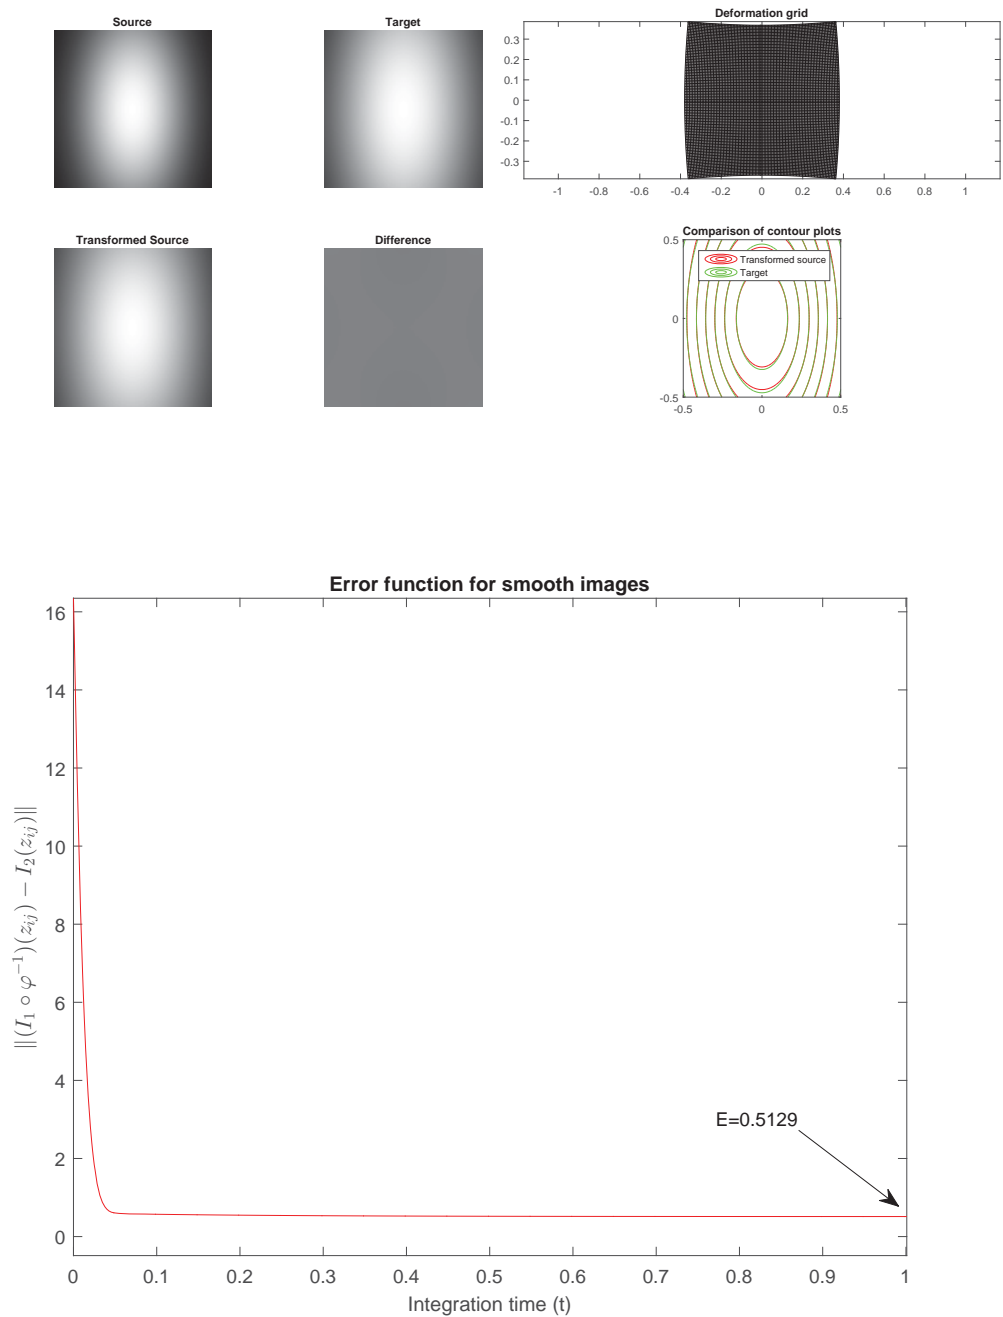 Source
Target
Deformation grid
0.3
0.2
0.1
0
-0.1
-0.2
-0.3
-1 -0.8 -0.6 -0.4 -0.2 0 0.2 0.4 0.6 0.8 1
Transformed Source
Difference
Comparison of contour plots
0.5
0
-0.5
Transformed source
Target
-0.5 0 0.5
Error function for smooth images
16
14
12
10
8
6
4
2
0
‖(I₁ ∘ φ⁻¹)(z_{ij}) − I₂(z_{ij})‖
E=0.5129
0 0.1 0.2 0.3 0.4 0.5 0.6 0.7 0.8 0.9 1
Integration time (t)